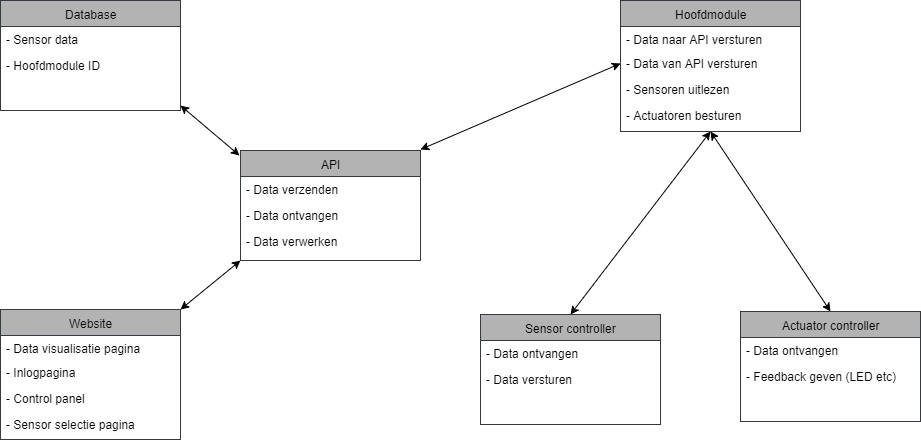 Database
- Sensor data
- Hoofdmodule ID
Hoofdmodule
- Data naar API versturen
- Data van API versturen
- Sensoren uitlezen
- Actuatoren besturen
API
- Data verzenden
- Data ontvangen
- Data verwerken
Website
- Data visualisatie pagina
- Inlogpagina
- Control panel
- Sensor selectie pagina
Sensor controller
- Data ontvangen
- Data versturen
Actuator controller
- Data ontvangen
- Feedback geven (LED etc)